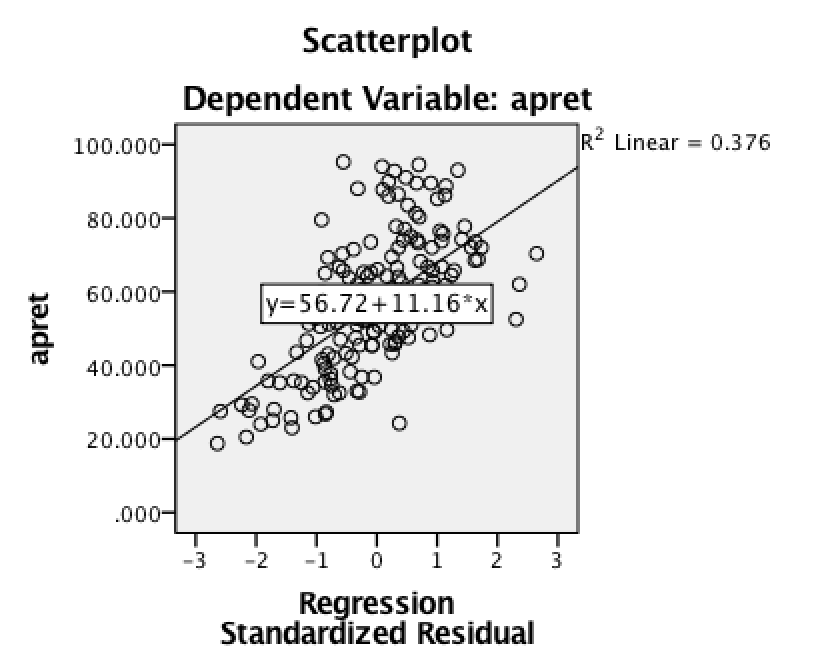 Scatterplot
Dependent Variable: apret
R² Linear = 0.376
100.000
80.000
60.000
40.000
20.000
.000
apret
y=56.72+11.16*x
-3 -2 -1 0 1 2 3
Regression
Standardized Residual